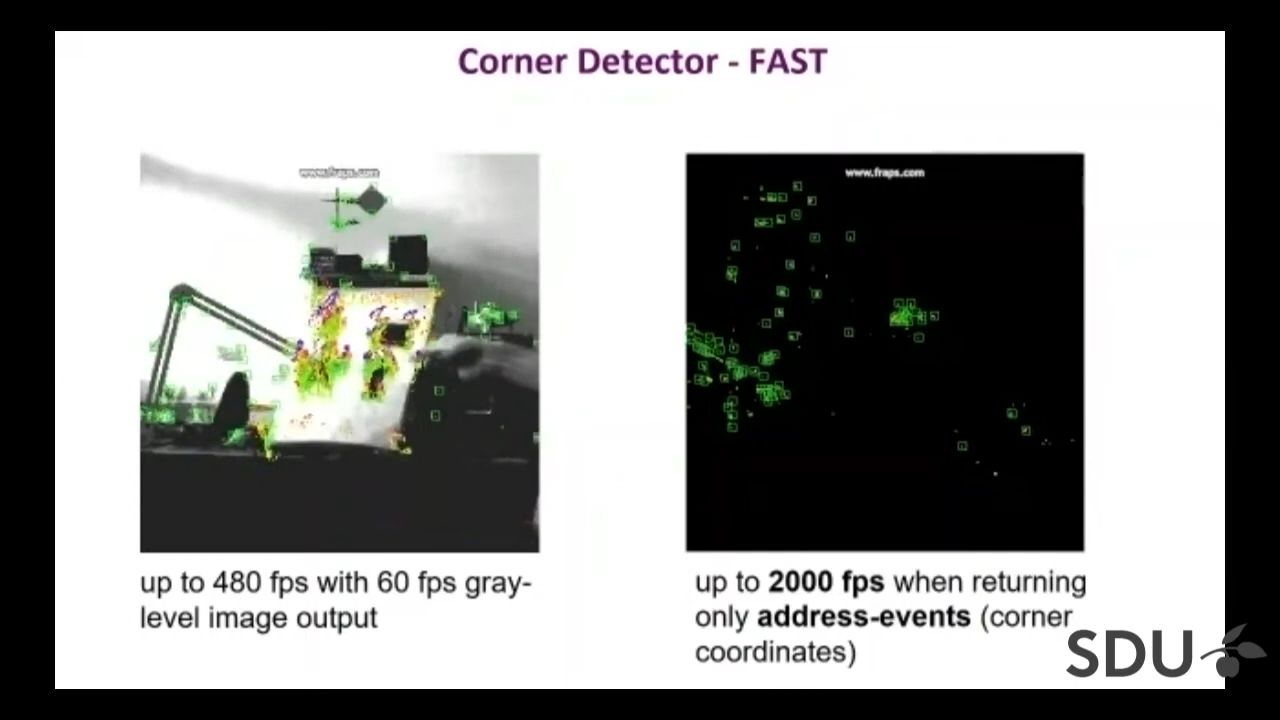 Corner Detector - FAST
www.fraps.com
www.fraps.com
up to 480 fps with 60 fps gray-
level image output
up to 2000 fps when returning
only address-events (corner
coordinates)
SDU